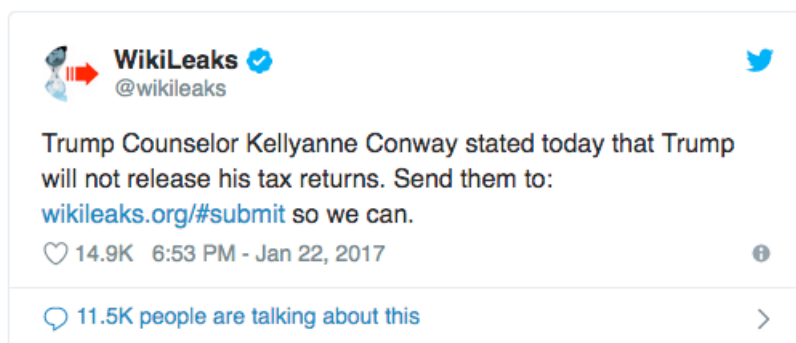 WikiLeaks
@wikileaks
Trump Counselor Kellyanne Conway stated today that Trump
will not release his tax returns. Send them to:
wikileaks.org/#submit so we can.
14.9K 6:53 PM - Jan 22, 2017
11.5K people are talking about this